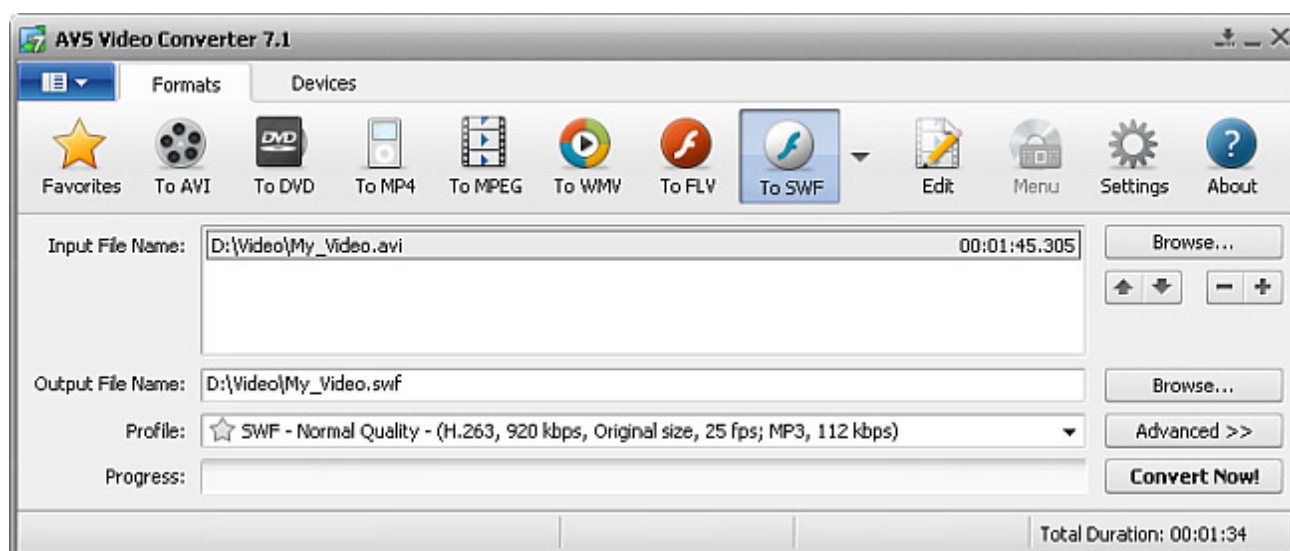 AVS Video Converter 7.1
Formats Devices
Favorites To AVI DVD To DVD To MP4 To MPEG To WMV To FLV To SWF Edit Menu Settings ? About
Input File Name: D:\Video\My_Video.avi 00:01:45.305 Browse...
Output File Name: D:\Video\My_Video.swf Browse...
Profile: SWF - Normal Quality - (H.263, 920 kbps, Original size, 25 fps; MP3, 112 kbps) Advanced >>
Progress: Convert Now!
Total Duration: 00:01:34